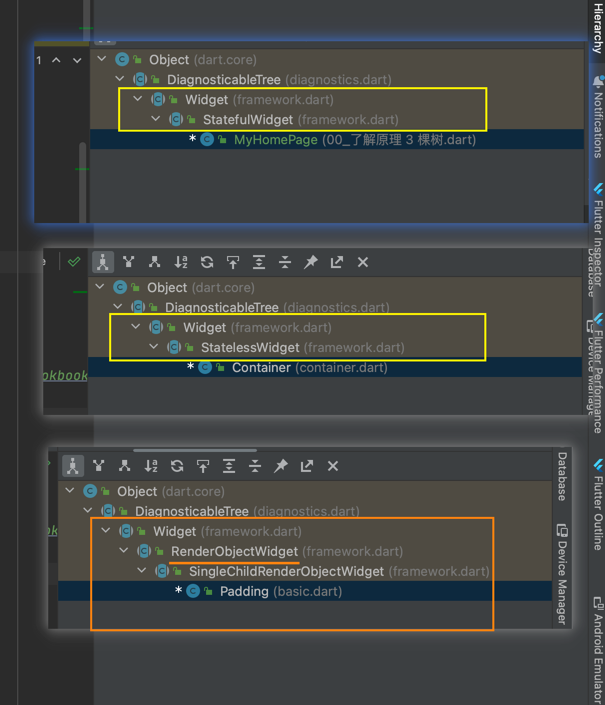 Hierarchy
Notifications
Flutter Inspector
Flutter Performance
Flutter Outline
Android Emulator
1
Object (dart.core)
DiagnosticableTree (diagnostics.dart)
Widget (framework.dart)
StatefulWidget (framework.dart)
* MyHomePage (00_了解原理 3 棵树.dart)
Object (dart.core)
DiagnosticableTree (diagnostics.dart)
Widget (framework.dart)
StatelessWidget (framework.dart)
* Container (container.dart)
okbook
Database
Device Manager
Object (dart.core)
DiagnosticableTree (diagnostics.dart)
Widget (framework.dart)
RenderObjectWidget (framework.dart)
SingleChildRenderObjectWidget (framework.dart)
* Padding (basic.dart)
Database
Device Manager